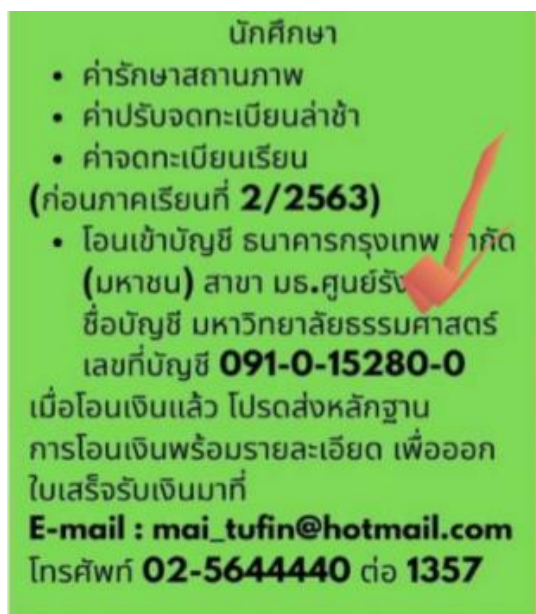 นักศึกษา
• ค่ารักษาสถานภาพ
• ค่าปรับจดทะเบียนล่าช้า
• ค่าจดทะเบียนเรียน
(ก่อนภาคเรียนที่ 2/2563)
• โอนเข้าบัญชี ธนาคารกรุงเทพ จำกัด
(มหาชน) สาขา มธ.ศูนย์รัง
ชื่อบัญชี มหาวิทยาลัยธรรมศาสตร์
เลขที่บัญชี 091-0-15280-0
เมื่อโอนเงินแล้ว โปรดส่งหลักฐาน
การโอนเงินพร้อมรายละเอียด เพื่อออก
ใบเสร็จรับเงินมาที่
E-mail : mai_tufin@hotmail.com
โทรศัพท์ 02-5644440 ต่อ 1357